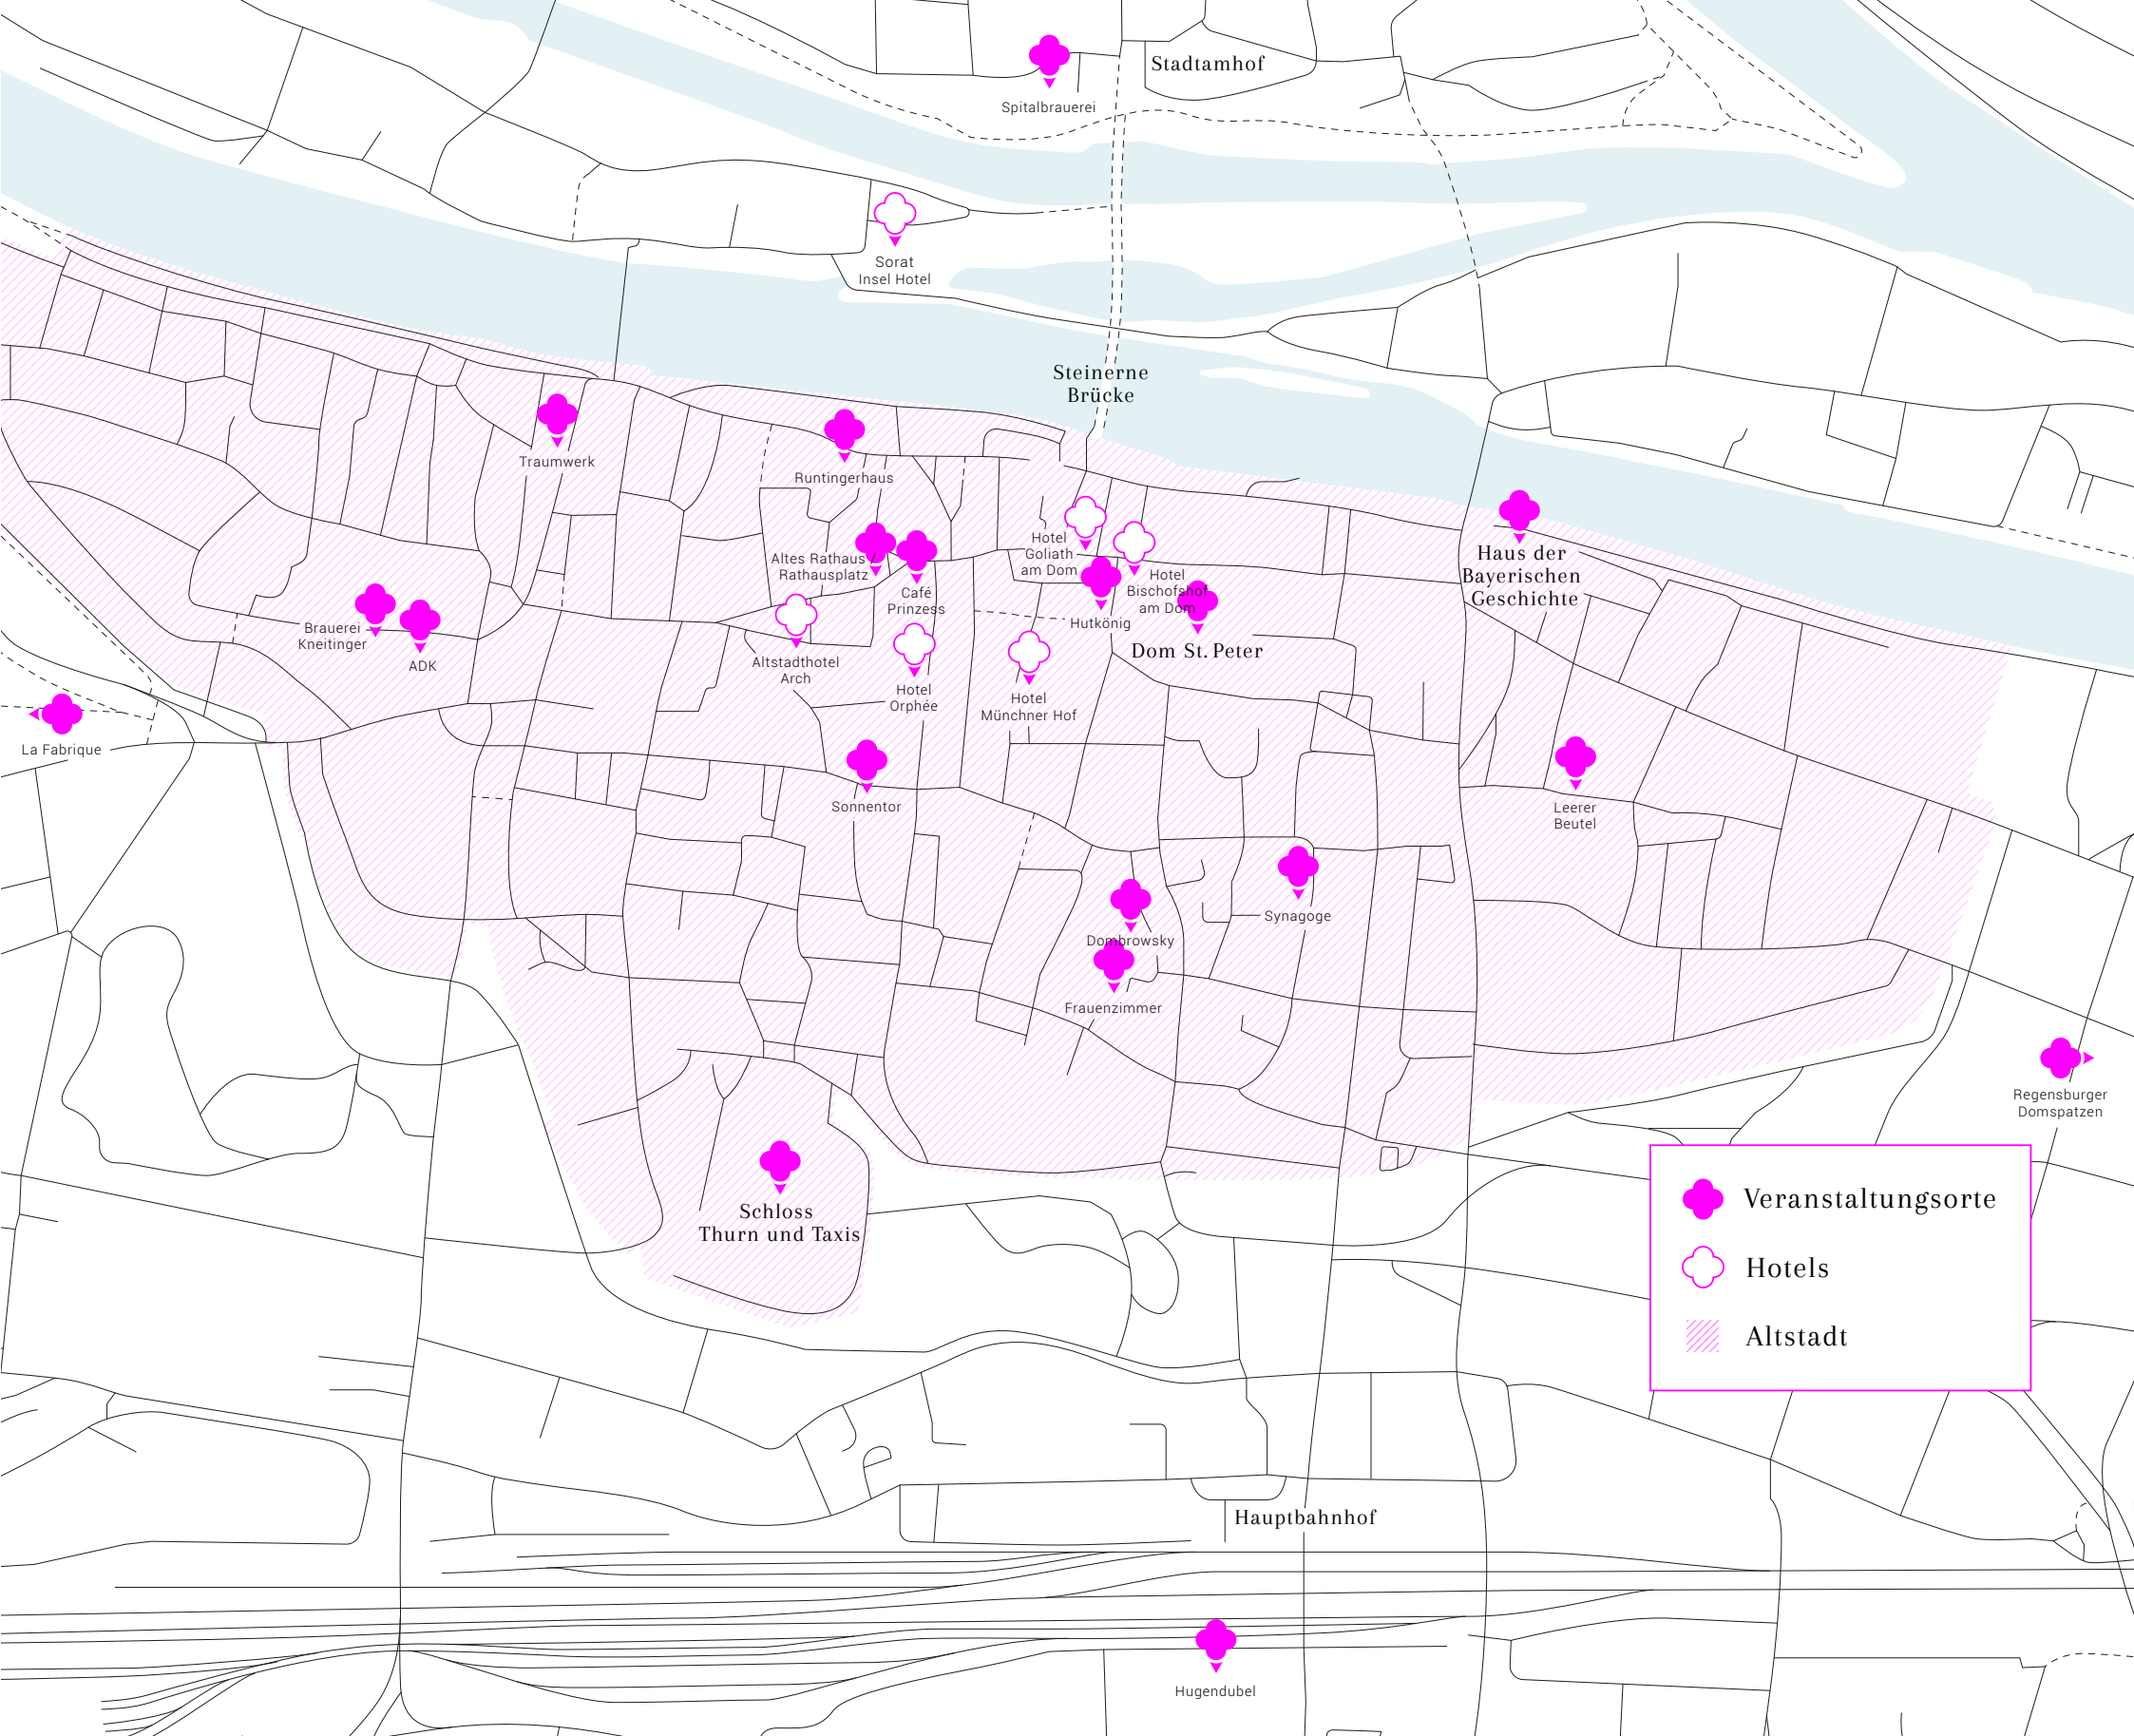 Stadtamhof
Spitalbrauerei
Sorat
Insel Hotel
Steinerne
Brücke
Traumwerk
Runtingerhaus
Altes Rathaus /
Rathausplatz
Café
Prinzess
Hotel
Goliath
am Dom
Hotel
Bischofshof
am Dom
Hutkönig
Dom St. Peter
Haus der
Bayerischen
Geschichte
Brauerei
Kneitinger
ADK
Altstadthotel
Arch
Hotel
Orphée
Hotel
Münchner Hof
La Fabrique
Sonnentor
Leerer
Beutel
Synagoge
Dombrowsky
Frauenzimmer
Regensburger
Domspatzen
Schloss
Thurn und Taxis
Veranstaltungsorte
Hotels
Altstadt
Hauptbahnhof
Hugendubel